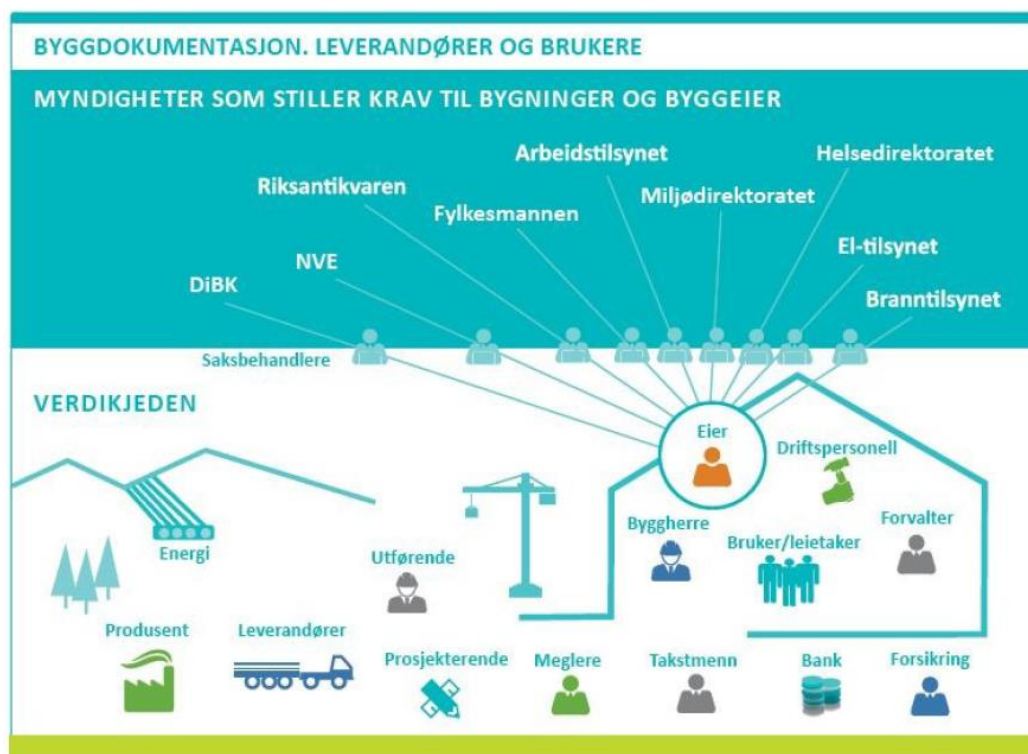 BYGGDOKUMENTASJON. LEVERANDØRER OG BRUKERE
MYNDIGHETER SOM STILLER KRAV TIL BYGNINGER OG BYGGEIER
Arbeidstilsynet
Helsedirektoratet
Riksantikvaren
Miljødirektoratet
Fylkesmannen
El-tilsynet
NVE
DiBK
Branntilsynet
Saksbehandlere
VERDIKJEDEN
Eier
Driftspersonell
Byggherre
Forvalter
Bruker/leietaker
Energi
Utførende
Produsent
Leverandører
Prosjekterende
Meglere
Takstmenn
Bank
Forsikring